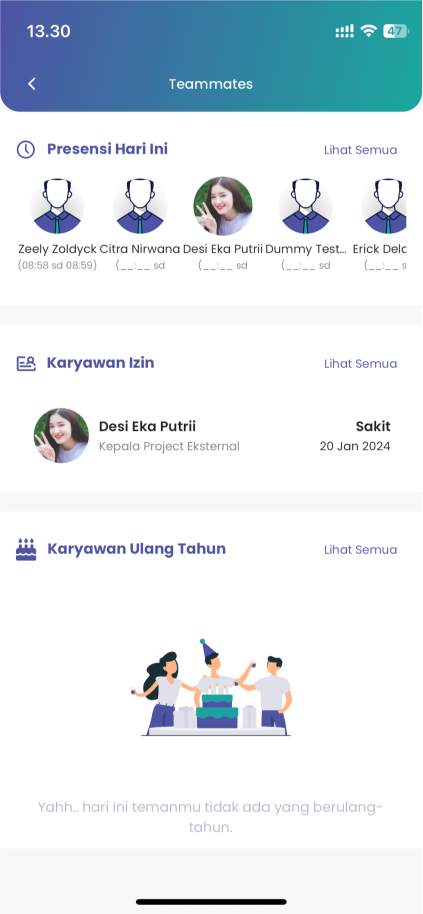 13.30
47
Teammates
Presensi Hari Ini
Lihat Semua
Zeely Zoldyck Citra Nirwana Desi Eka Putrii Dummy Test... Erick Delo
(08:58 sd 08:59) (__:__ sd (__:__ sd (__:__ sd (__:__ s
Karyawan Izin
Lihat Semua
Desi Eka Putrii
Sakit
Kepala Project Eksternal
20 Jan 2024
Karyawan Ulang Tahun
Lihat Semua
Yahh.. hari ini temanmu tidak ada yang berulang-
tahun.